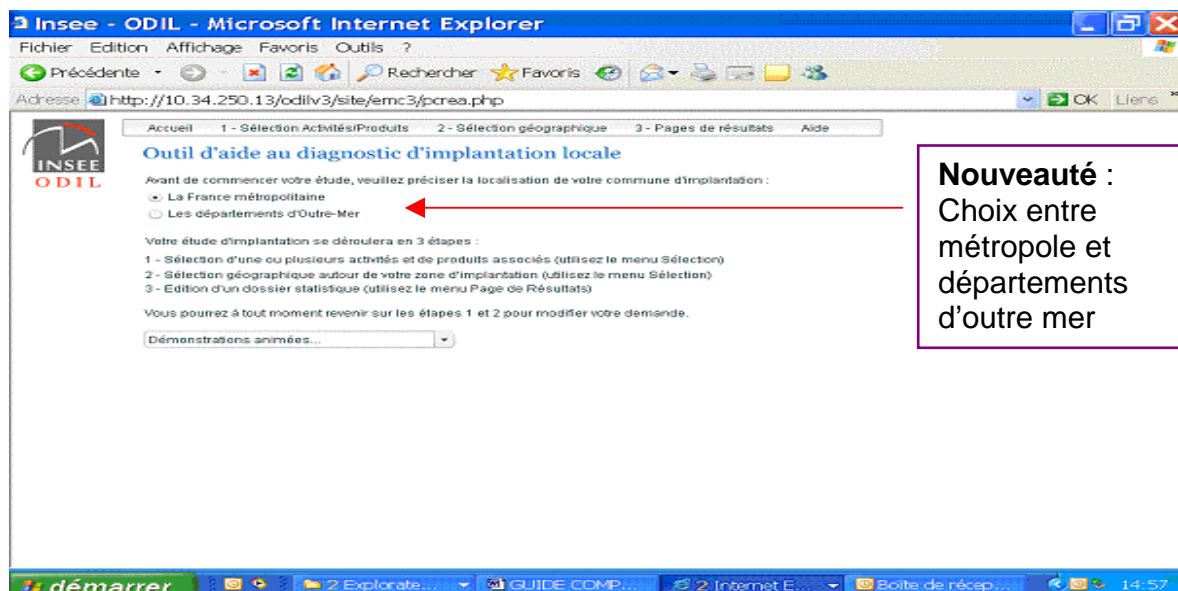 Insee - ODIL - Microsoft Internet Explorer
Fichier Edition Affichage Favoris Outils ?
Précédente Rechercher Favoris
Adresse http://10.34.250.13/odilv3/site/emc3/pcrea.php OK Liens »
Accueil 1 - Sélection Activités/Produits 2 - Sélection géographique 3 - Pages de résultats Aide
INSEE
ODIL
Outil d'aide au diagnostic d'implantation locale
Avant de commencer votre étude, veuillez préciser la localisation de votre commune d'implantation :
La France métropolitaine
Les départements d'Outre-Mer
Votre étude d'implantation se déroulera en 3 étapes :
1 - Sélection d'une ou plusieurs activités et de produits associés (utilisez le menu Sélection)
2 - Sélection géographique autour de votre zone d'implantation (utilisez le menu Sélection)
3 - Edition d'un dossier statistique (utilisez le menu Page de Résultats)
Vous pourrez à tout moment revenir sur les étapes 1 et 2 pour modifier votre demande.
Démonstrations animées...
Nouveauté :
Choix entre
métropole et
départements
d'outre mer
démarrer 2 Explorate... GUIDE COMP... 2 Internet E... Boîte de récep... 14:57